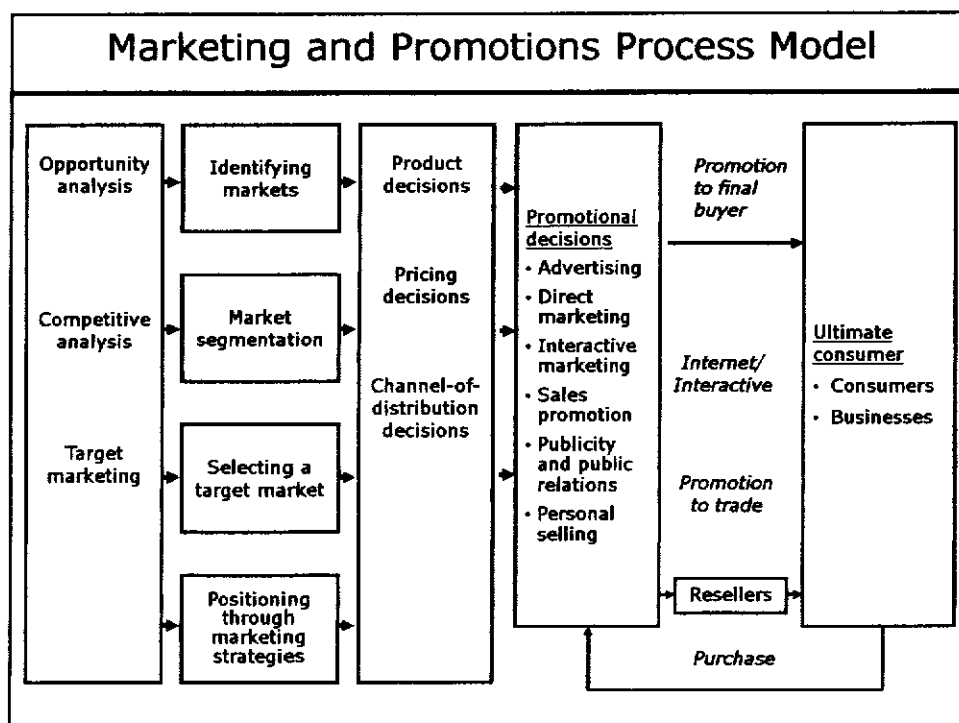 Marketing and Promotions Process Model
Opportunity
analysis
Competitive
analysis
Target
marketing
Identifying
markets
Market
segmentation
Selecting a
target market
Positioning
through
marketing
strategies
Product
decisions
Pricing
decisions
Channel-of-
distribution
decisions
Promotional
decisions
• Advertising
• Direct
marketing
• Interactive
marketing
• Sales
promotion
• Publicity
and public
relations
• Personal
selling
Promotion
to final
buyer
Internet/
Interactive
Promotion
to trade
Resellers
Purchase
Ultimate
consumer
• Consumers
• Businesses